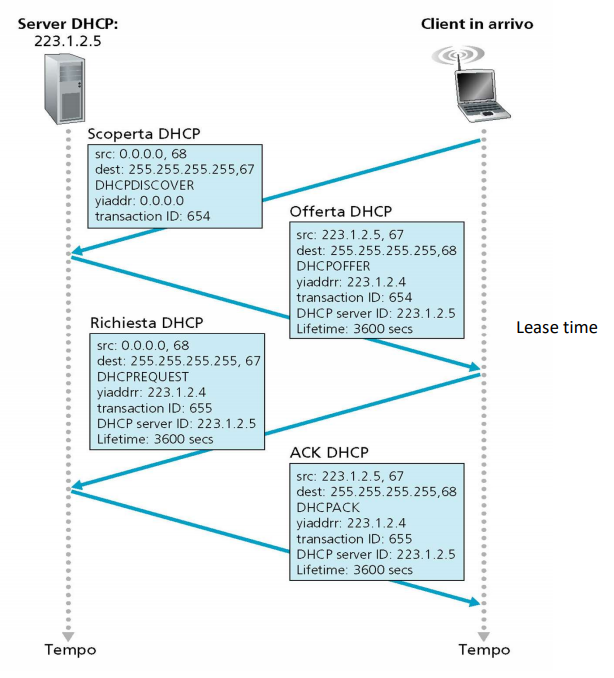 Server DHCP:
223.1.2.5
Client in arrivo
Scoperta DHCP
src: 0.0.0.0, 68
dest: 255.255.255.255,67
DHCPDISCOVER
yiaddr: 0.0.0.0
transaction ID: 654
Offerta DHCP
src: 223.1.2.5, 67
dest: 255.255.255.255,68
DHCPOFFER
yiaddrr: 223.1.2.4
transaction ID: 654
DHCP server ID: 223.1.2.5
Lifetime: 3600 secs
Lease time
Richiesta DHCP
src: 0.0.0.0, 68
dest: 255.255.255.255, 67
DHCPREQUEST
yiaddrr: 223.1.2.4
transaction ID: 655
DHCP server ID: 223.1.2.5
Lifetime: 3600 secs
ACK DHCP
src: 223.1.2.5, 67
dest: 255.255.255.255,68
DHCPACK
yiaddrr: 223.1.2.4
transaction ID: 655
DHCP server ID: 223.1.2.5
Lifetime: 3600 secs
Tempo
Tempo